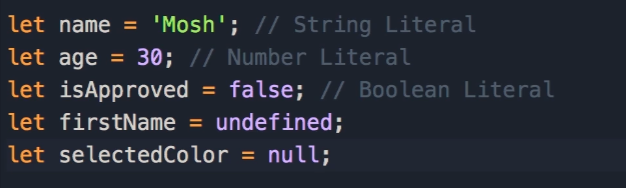 let name = 'Mosh'; // String Literal
let age = 30; // Number Literal
let isApproved = false; // Boolean Literal
let firstName = undefined;
let selectedColor = null;